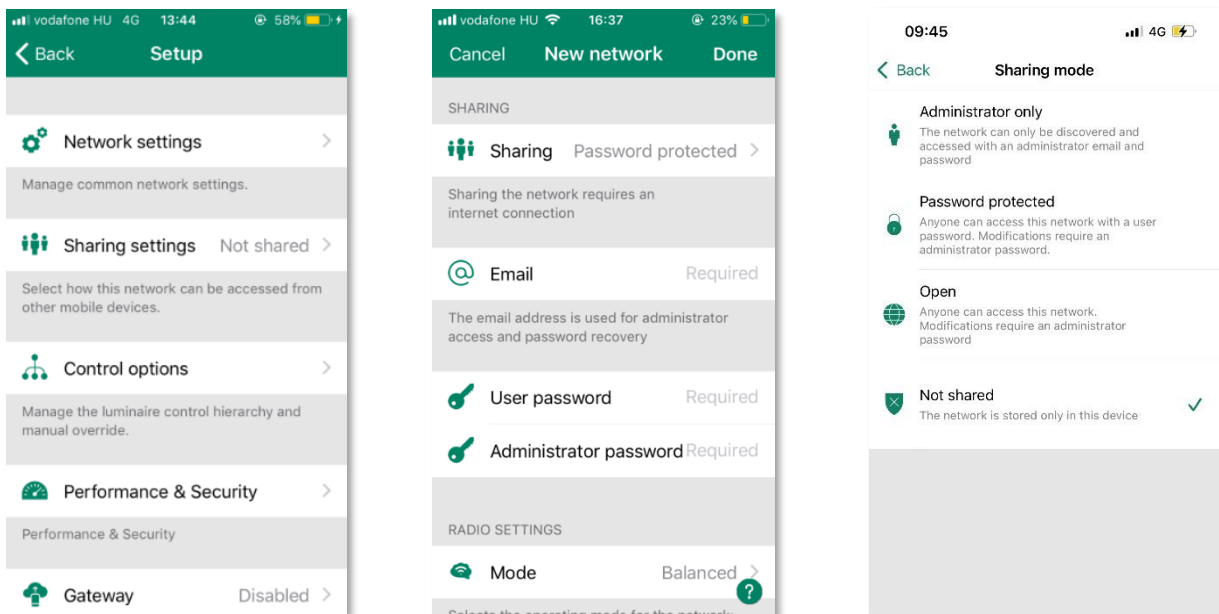 vodafone HU 4G 13:44 58%
Back Setup
Network settings
Manage common network settings.
Sharing settings Not shared
Select how this network can be accessed from
other mobile devices.
Control options
Manage the luminaire control hierarchy and
manual override.
Performance & Security
Performance & Security
Gateway Disabled
vodafone HU 16:37 23%
Cancel New network Done
SHARING
Sharing Password protected
Sharing the network requires an
internet connection
Email Required
The email address is used for administrator
access and password recovery
User password Required
Administrator password Required
RADIO SETTINGS
Mode Balanced
?
Selects the operating mode for the network:
09:45 4G
Back Sharing mode
Administrator only
The network can only be discovered and
accessed with an administrator email and
password
Password protected
Anyone can access this network with a user
password. Modifications require an
administrator password.
Open
Anyone can access this network.
Modifications require an administrator
password
Not shared
The network is stored only in this device